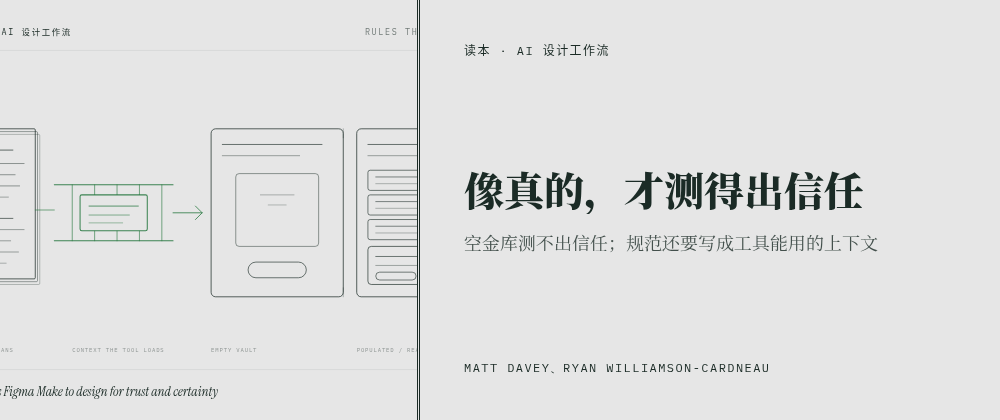 AI 设计工作流
RULES TH
ANS
CONTEXT THE TOOL LOADS
EMPTY VAULT
POPULATED / REA
Figma Make to design for trust and certainty
读本 · AI 设计工作流
像真的，才测得出信任
空金库测不出信任；规范还要写成工具能用的上下文
MATT DAVEY、RYAN WILLIAMSON-CARDNEAU